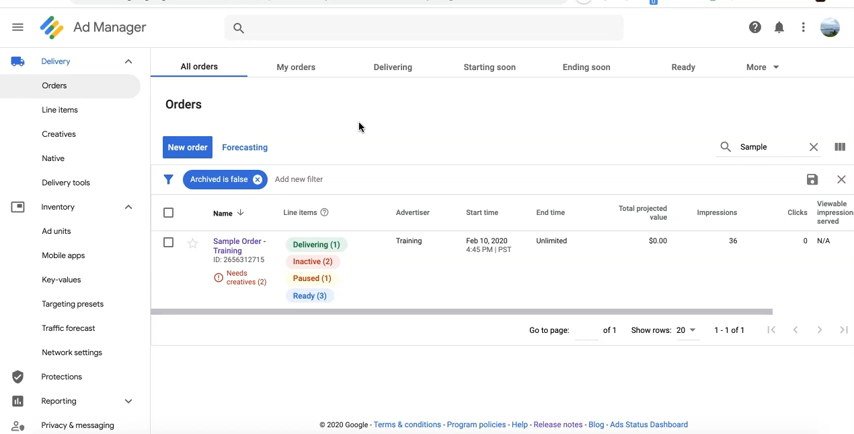 Ad Manager
Delivery
Orders
Line items
Creatives
Native
Delivery tools
Inventory
Ad units
Mobile apps
Key-values
Targeting presets
Traffic forecast
Network settings
Protections
Reporting
Privacy & messaging
All orders
My orders
Delivering
Starting soon
Ending soon
Ready
More
Orders
New order
Forecasting
Sample
Archived is false
Add new filter
Name
Line items
Advertiser
Start time
End time
Total projected
value
Impressions
Clicks
Viewable
impression
served
Sample Order -
Training
ID: 2656312715
Needs
creatives (2)
Delivering (1)
Inactive (2)
Paused (1)
Ready (3)
Training
Feb 10, 2020
4:45 PM | PST
Unlimited
$0.00
36
0
N/A
Go to page:
of 1
Show rows: 20
1 - 1 of 1
© 2020 Google - Terms & conditions - Program policies - Help - Release notes - Blog - Ads Status Dashboard